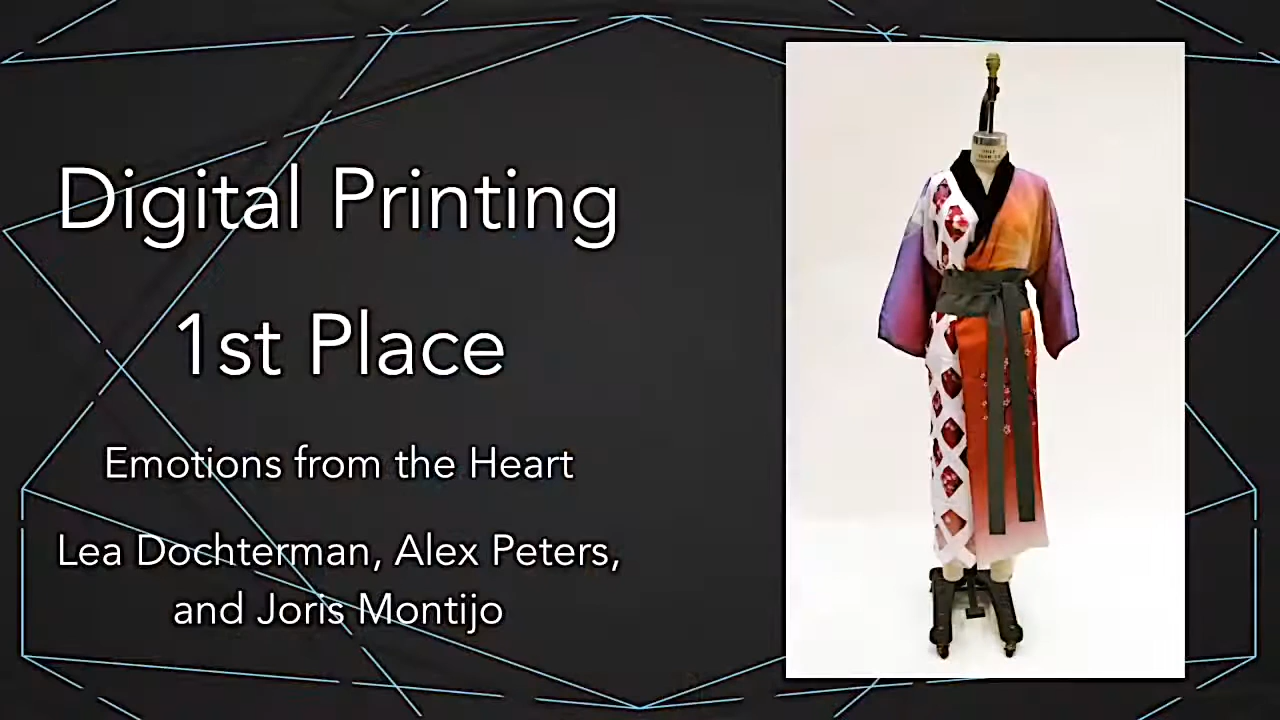 Digital Printing
1st Place
Emotions from the Heart
Lea Dochterman, Alex Peters,
and Joris Montijo